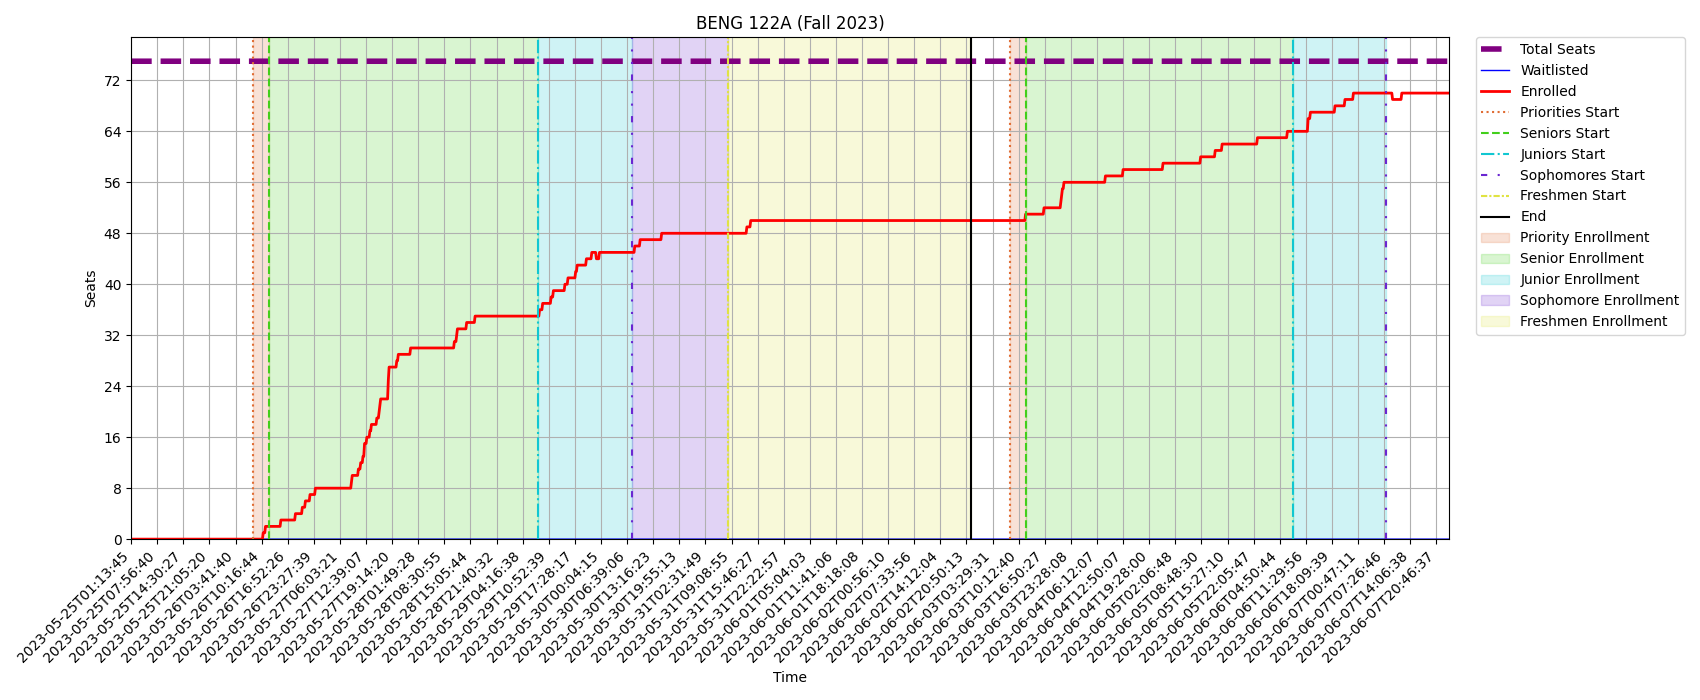 BENG 122A (Fall 2023)
Seats
72
64
56
48
40
32
24
16
8
0
2023-05-25T01:13:45
2023-05-25T07:56:40
2023-05-25T14:30:27
2023-05-25T21:05:20
2023-05-26T03:41:40
2023-05-26T10:16:44
2023-05-26T16:52:26
2023-05-26T23:27:39
2023-05-27T06:03:21
2023-05-27T12:39:07
2023-05-27T19:14:20
2023-05-28T01:49:28
2023-05-28T08:30:55
2023-05-28T15:05:44
2023-05-28T21:40:32
2023-05-29T04:16:38
2023-05-29T10:52:39
2023-05-29T17:28:17
2023-05-30T00:04:15
2023-05-30T06:39:06
2023-05-30T13:16:23
2023-05-30T19:55:13
2023-05-31T02:31:49
2023-05-31T09:08:55
2023-05-31T15:46:27
2023-05-31T22:22:57
2023-06-01T05:04:03
2023-06-01T11:41:06
2023-06-01T18:18:08
2023-06-02T00:56:10
2023-06-02T07:33:56
2023-06-02T14:12:04
2023-06-02T20:50:13
2023-06-03T03:29:31
2023-06-03T10:12:40
2023-06-03T16:50:27
2023-06-03T23:28:08
2023-06-04T06:12:07
2023-06-04T12:50:07
2023-06-04T19:28:00
2023-06-05T02:06:48
2023-06-05T08:48:30
2023-06-05T15:27:10
2023-06-05T22:05:47
2023-06-06T04:50:44
2023-06-06T11:29:56
2023-06-06T18:09:39
2023-06-07T00:47:11
2023-06-07T07:26:46
2023-06-07T14:06:38
2023-06-07T20:46:37
Time
Total Seats
Waitlisted
Enrolled
Priorities Start
Seniors Start
Juniors Start
Sophomores Start
Freshmen Start
End
Priority Enrollment
Senior Enrollment
Junior Enrollment
Sophomore Enrollment
Freshmen Enrollment